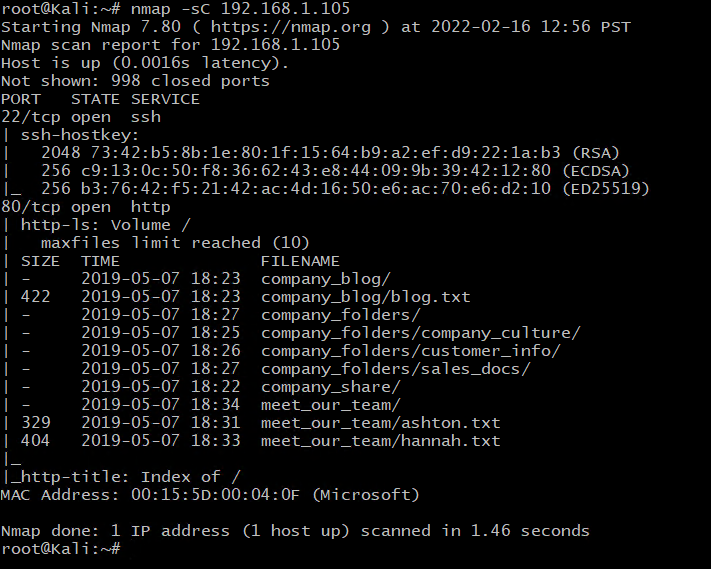 root@Kali:~# nmap -sC 192.168.1.105
Starting Nmap 7.80 ( https://nmap.org ) at 2022-02-16 12:56 PST
Nmap scan report for 192.168.1.105
Host is up (0.0016s latency).
Not shown: 998 closed ports
PORT   STATE SERVICE
22/tcp open  ssh
| ssh-hostkey:
|   2048 73:42:b5:8b:1e:80:1f:15:64:b9:a2:ef:d9:22:1a:b3 (RSA)
|   256 c9:13:0c:50:f8:36:62:43:e8:44:09:9b:39:42:12:80 (ECDSA)
|_  256 b3:76:42:f5:21:42:ac:4d:16:50:e6:ac:70:e6:d2:10 (ED25519)
80/tcp open  http
| http-ls: Volume /
|   maxfiles limit reached (10)
| SIZE  TIME              FILENAME
| -     2019-05-07 18:23  company_blog/
| 422   2019-05-07 18:23  company_blog/blog.txt
| -     2019-05-07 18:27  company_folders/
| -     2019-05-07 18:25  company_folders/company_culture/
| -     2019-05-07 18:26  company_folders/customer_info/
| -     2019-05-07 18:27  company_folders/sales_docs/
| -     2019-05-07 18:22  company_share/
| -     2019-05-07 18:34  meet_our_team/
| 329   2019-05-07 18:31  meet_our_team/ashton.txt
| 404   2019-05-07 18:33  meet_our_team/hannah.txt
|_
|_http-title: Index of /
MAC Address: 00:15:5D:00:04:0F (Microsoft)

Nmap done: 1 IP address (1 host up) scanned in 1.46 seconds
root@Kali:~#